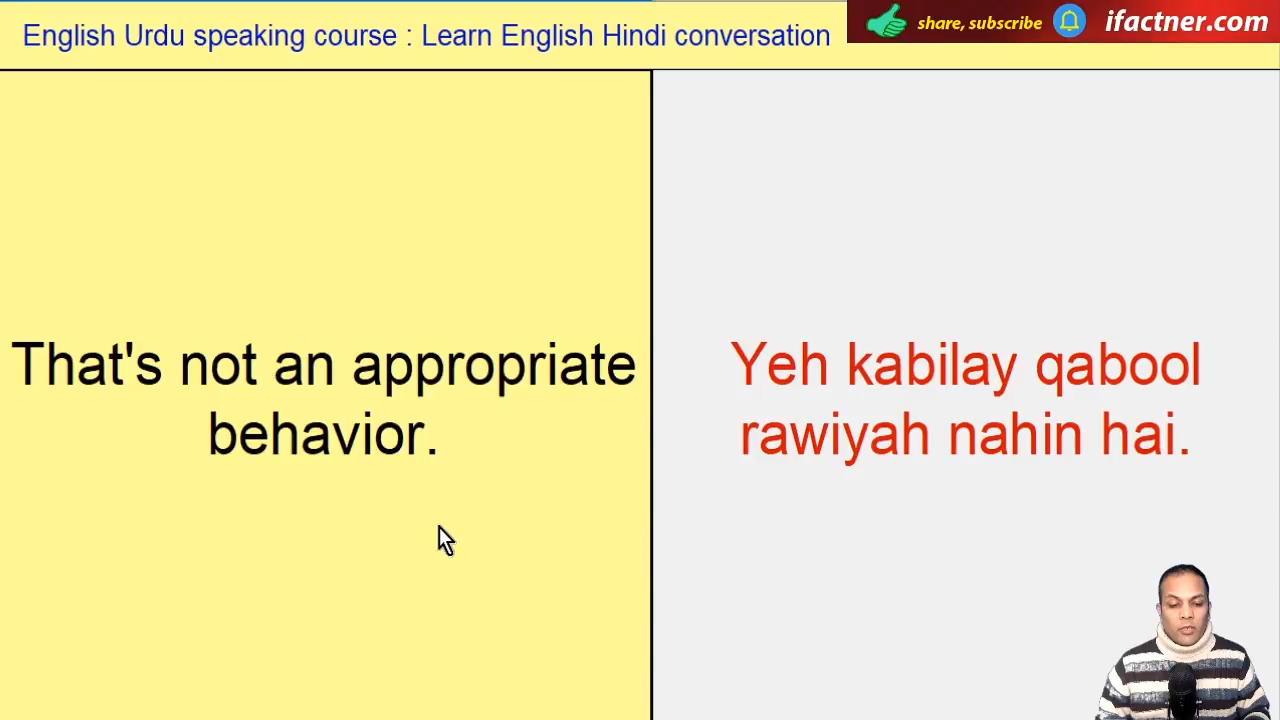 English Urdu speaking course : Learn English Hindi conversation
share, subscribe
ifactner.com
That's not an appropriate
behavior.
Yeh kabilay qabool
rawiyah nahin hai.